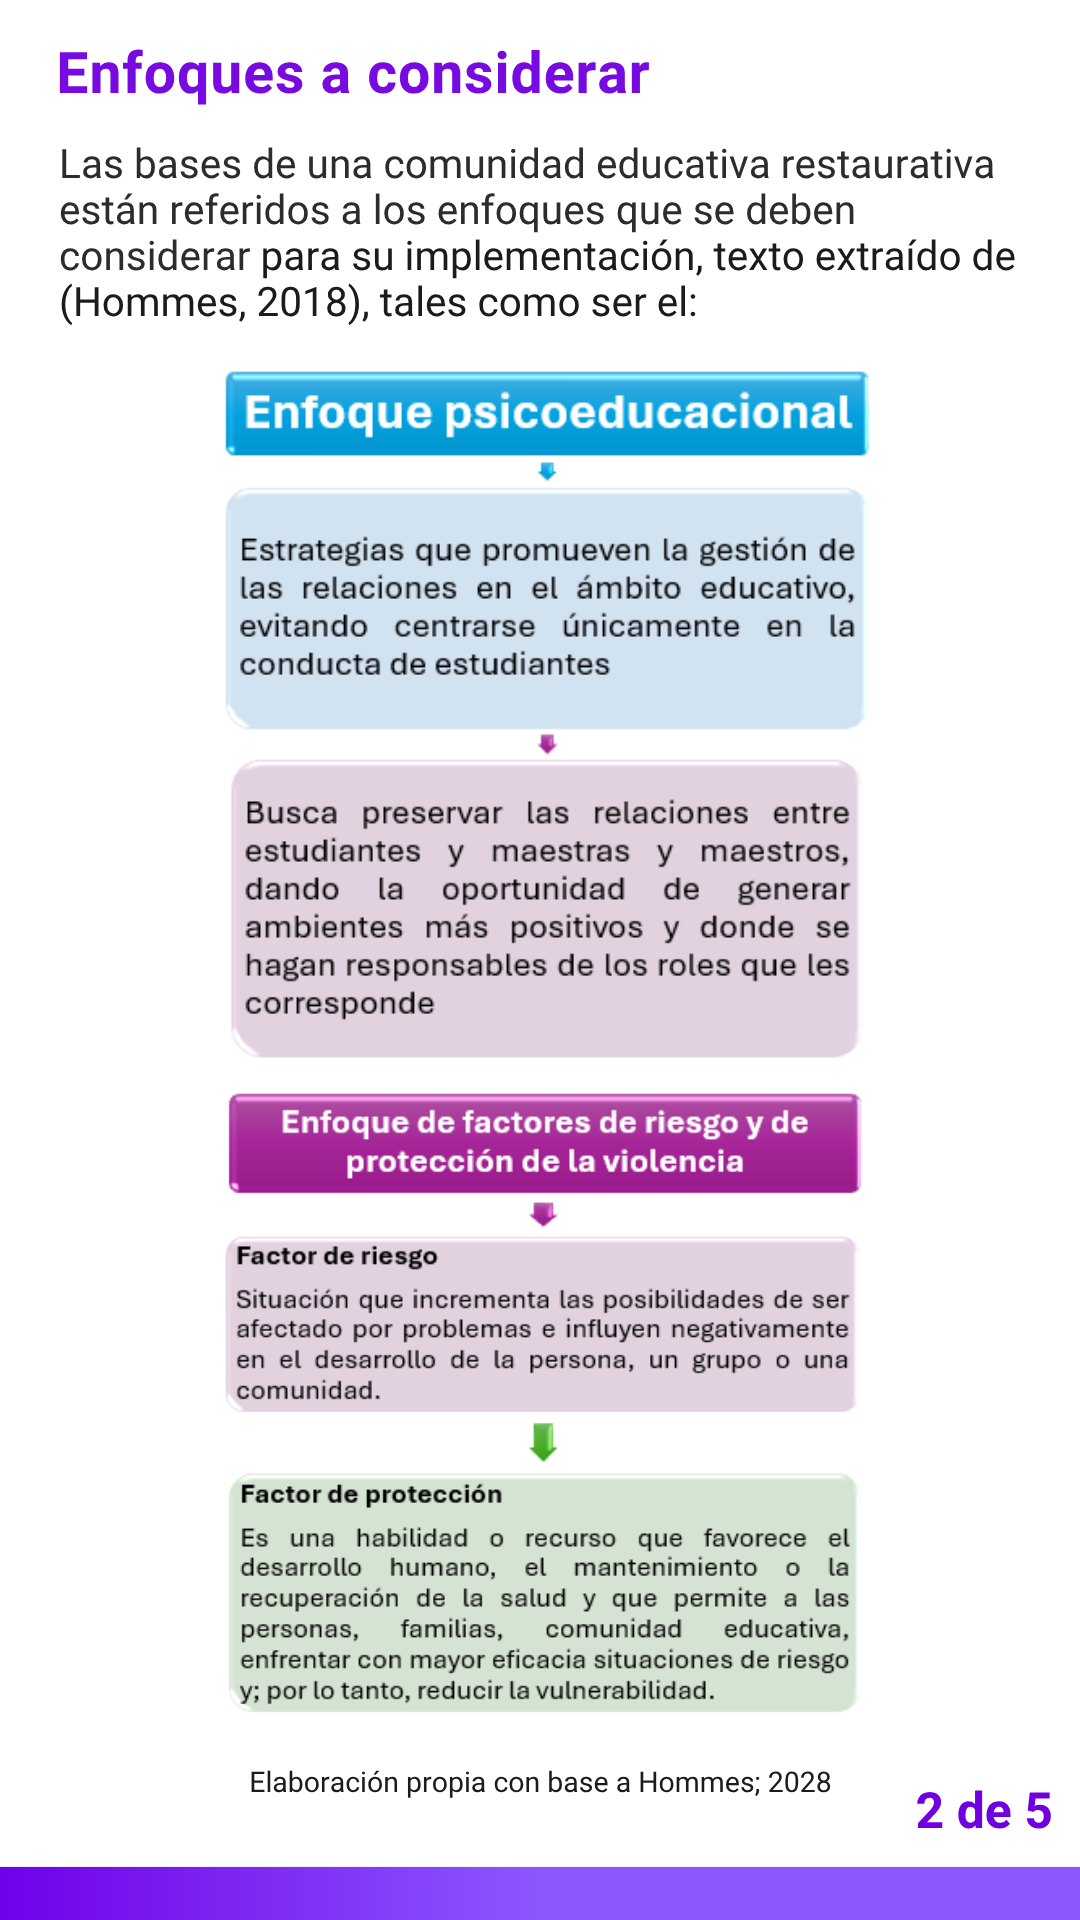 Enfoques a considerar
Las bases de una comunidad educativa restaurativa
están referidos a los enfoques que se deben
considerar para su implementación, texto extraído de
(Hommes, 2018), tales como ser el:
Enfoque psicoeducacional
Estrategias que promueven la gestión de
las relaciones en el ámbito educativo,
evitando centrarse únicamente en la
conducta de estudiantes
Busca preservar las relaciones entre
estudiantes y maestras y maestros,
dando la oportunidad de generar
ambientes más positivos y donde se
hagan responsables de los roles que les
corresponde
Enfoque de factores de riesgo y de
protección de la violencia
Factor de riesgo
Situación que incrementa las posibilidades de ser
afectado por problemas e influyen negativamente
en el desarrollo de la persona, un grupo o una
comunidad.
Factor de protección
Es una habilidad o recurso que favorece el
desarrollo humano, el mantenimiento o la
recuperación de la salud y que permite a las
personas, familias, comunidad educativa,
enfrentar con mayor eficacia situaciones de riesgo
y; por lo tanto, reducir la vulnerabilidad.
Elaboración propia con base a Hommes; 2028
2 de 5